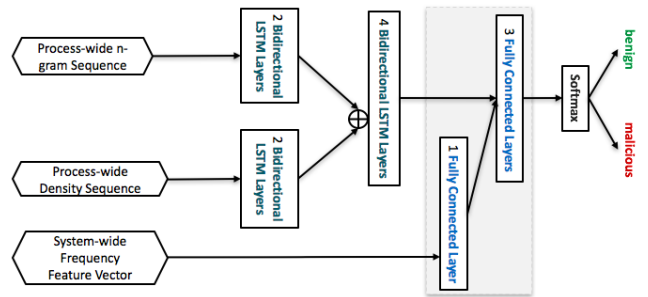 Process-wide n-
gram Sequence
2 Bidirectional
LSTM Layers
4 Bidirectional LSTM Layers
3 Fully Connected Layers
Softmax
benign
malicious
Process-wide
Density Sequence
2 Bidirectional
LSTM Layers
1 Fully Connected Layer
System-wide
Frequency
Feature Vector